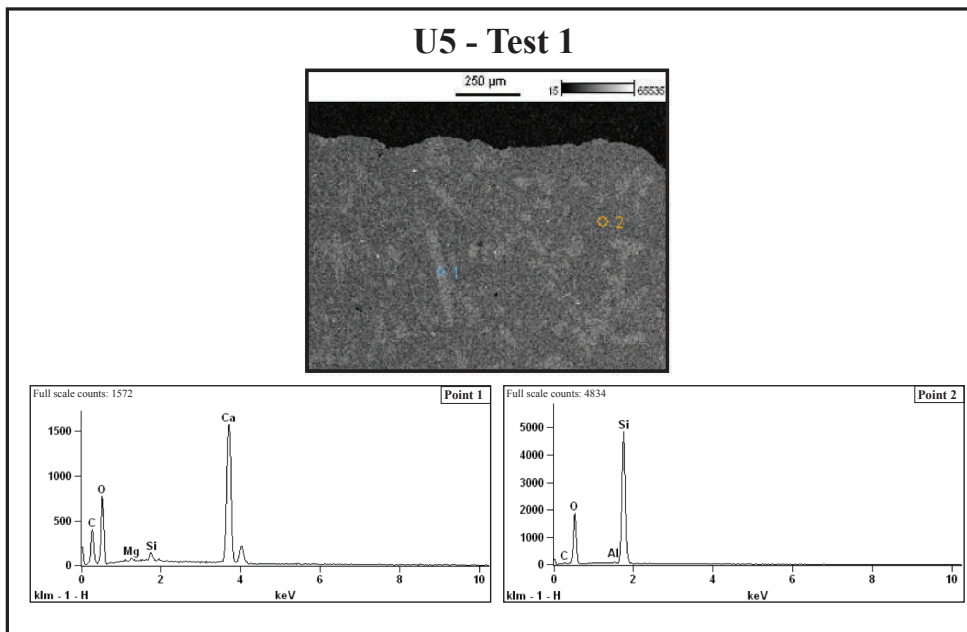 U5 - Test 1
250 µm
15 65535
1
2
Full scale counts: 1572
Point 1
1500
1000
500
0
C
O
Mg
Si
Ca
0 2 4 6 8 10
klm - 1 - H
keV
Full scale counts: 4834
Point 2
5000
4000
3000
2000
1000
0
C
O
Al
Si
0 2 4 6 8 10
klm - 1 - H
keV